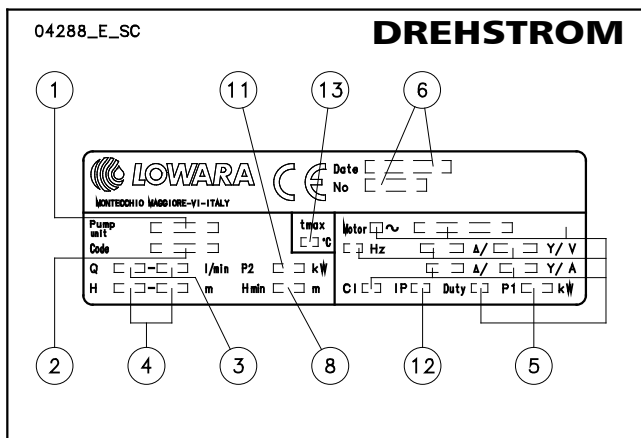 04288_E_SC
DREHSTROM
1
11
13
6
LOWARA
CE
Date
No
MONTECCHIO MAGGIORE-VI-ITALY
Pump unit
tmax
°C
Motor ~
Code
Hz Δ/ Y/ V
Δ/ Y/ A
Q - l/min P2 kW
H - m Hmin m
Cl IP Duty P1 kW
2
4
3
8
12
5